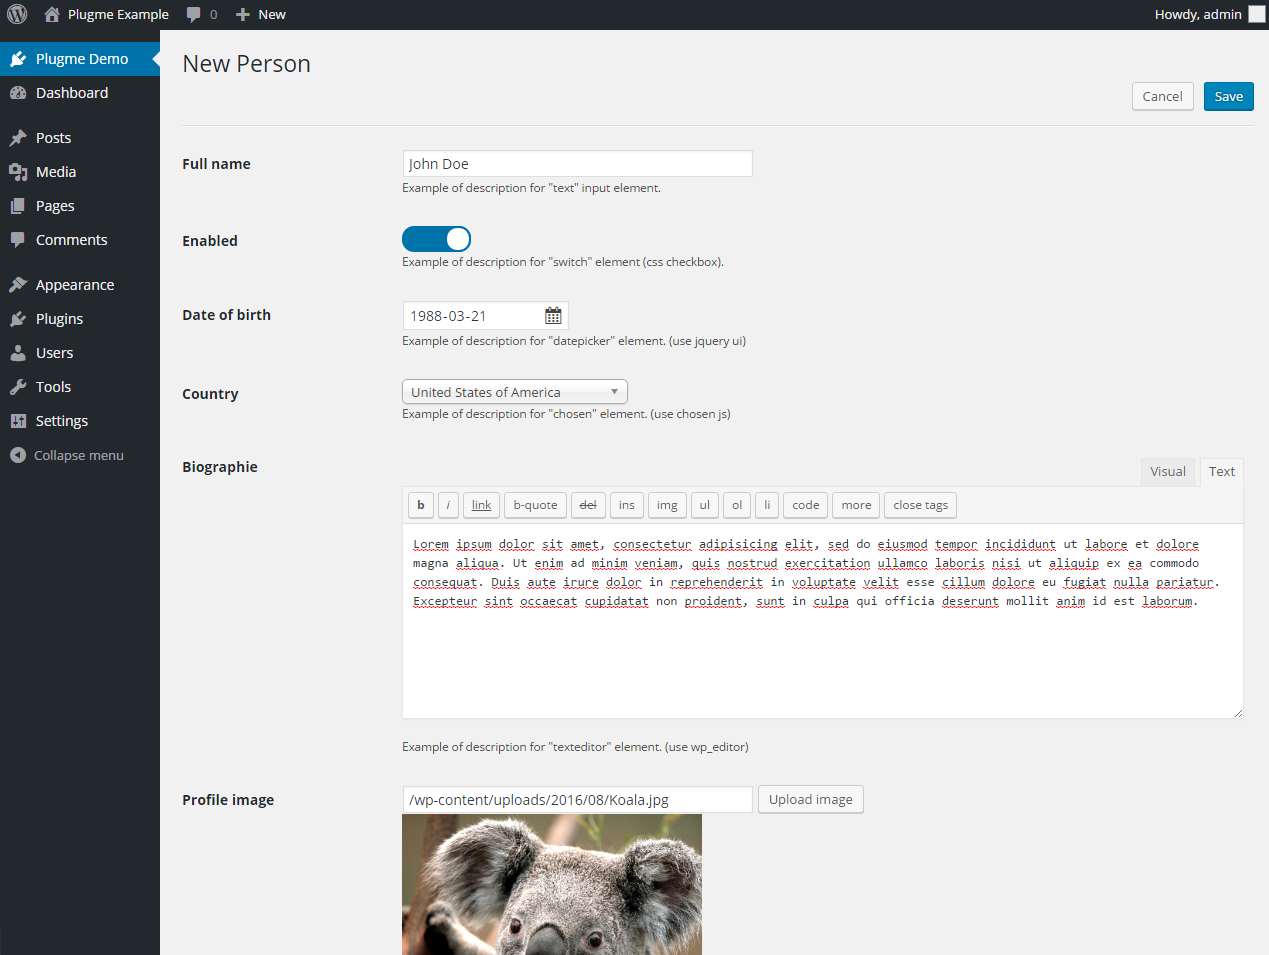 Plugme Example 0 New Howdy, admin
Plugme Demo
Dashboard
Posts
Media
Pages
Comments
Appearance
Plugins
Users
Tools
Settings
Collapse menu
New Person
Cancel Save
Full name John Doe
Example of description for "text" input element.
Enabled
Example of description for "switch" element (css checkbox).
Date of birth 1988-03-21
Example of description for "datepicker" element. (use jquery ui)
Country United States of America
Example of description for "chosen" element. (use chosen js)
Biographie Visual Text
b i link b-quote del ins img ul ol li code more close tags
Lorem ipsum dolor sit amet, consectetur adipisicing elit, sed do eiusmod tempor incididunt ut labore et dolore
magna aliqua. Ut enim ad minim veniam, quis nostrud exercitation ullamco laboris nisi ut aliquip ex ea commodo
consequat. Duis aute irure dolor in reprehenderit in voluptate velit esse cillum dolore eu fugiat nulla pariatur.
Excepteur sint occaecat cupidatat non proident, sunt in culpa qui officia deserunt mollit anim id est laborum.
Example of description for "texteditor" element. (use wp_editor)
Profile image /wp-content/uploads/2016/08/Koala.jpg Upload image